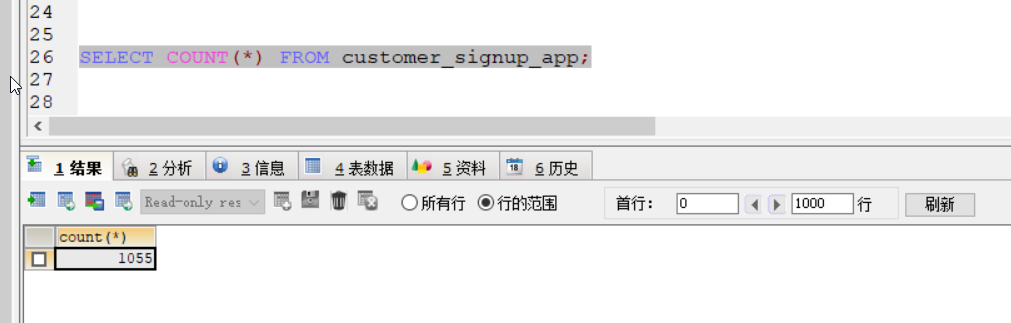 24
25
26 SELECT COUNT(*) FROM customer_signup_app;
27
28
1 结果 2 分析 3 信息 4 表数据 5 资料 18 6 历史
Read-only res 所有行 行的范围 首行: 0 1000 行 刷新
count(*)
1055